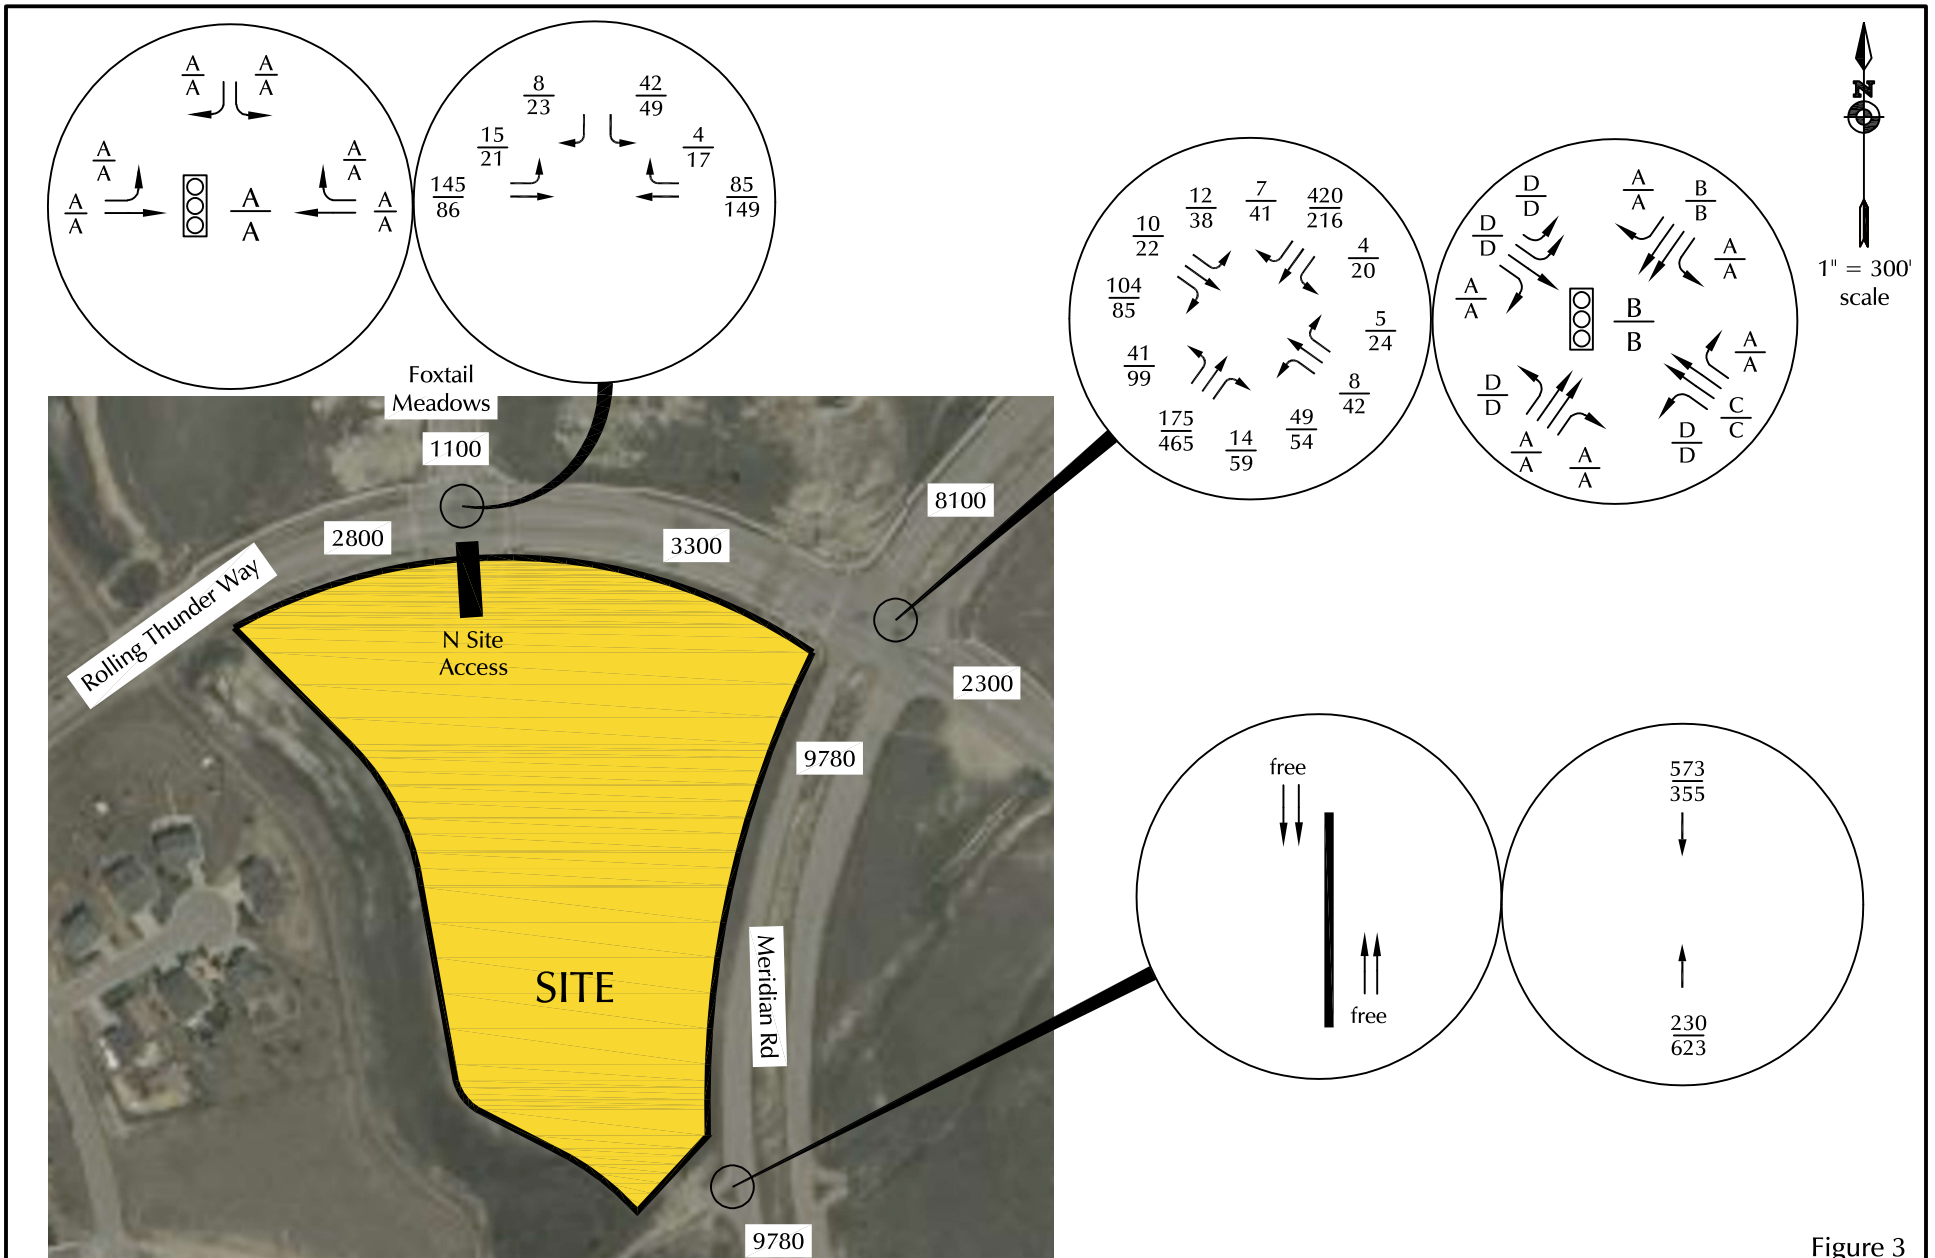 A A
A A
A
A
A
A
A
A
A
A
A
A
8
23
42
49
15
21
4
17
145
86
85
149
Foxtail
Meadows
1100
2800
3300
8100
2300
9780
9780
Rolling Thunder Way
N Site
Access
SITE
Meridian Rd
12
38
7
41
420
216
10
22
4
20
104
85
5
24
41
99
8
42
175
465
14
59
49
54
D
D
A
A
B
B
D
D
A
A
A
A
B
B
A
A
D
D
C
C
D
D
A
A
A
A
N
1" = 300'
scale
free
free
573
355
230
623
Figure 3